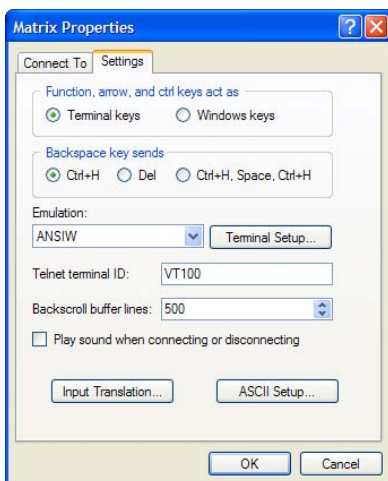 Matrix Properties
Connect To Settings
Function, arrow, and ctrl keys act as
Terminal keys Windows keys
Backspace key sends
Ctrl+H Del Ctrl+H, Space, Ctrl+H
Emulation:
ANSIW Terminal Setup...
Telnet terminal ID: VT100
Backscroll buffer lines: 500
Play sound when connecting or disconnecting
Input Translation... ASCII Setup...
OK Cancel